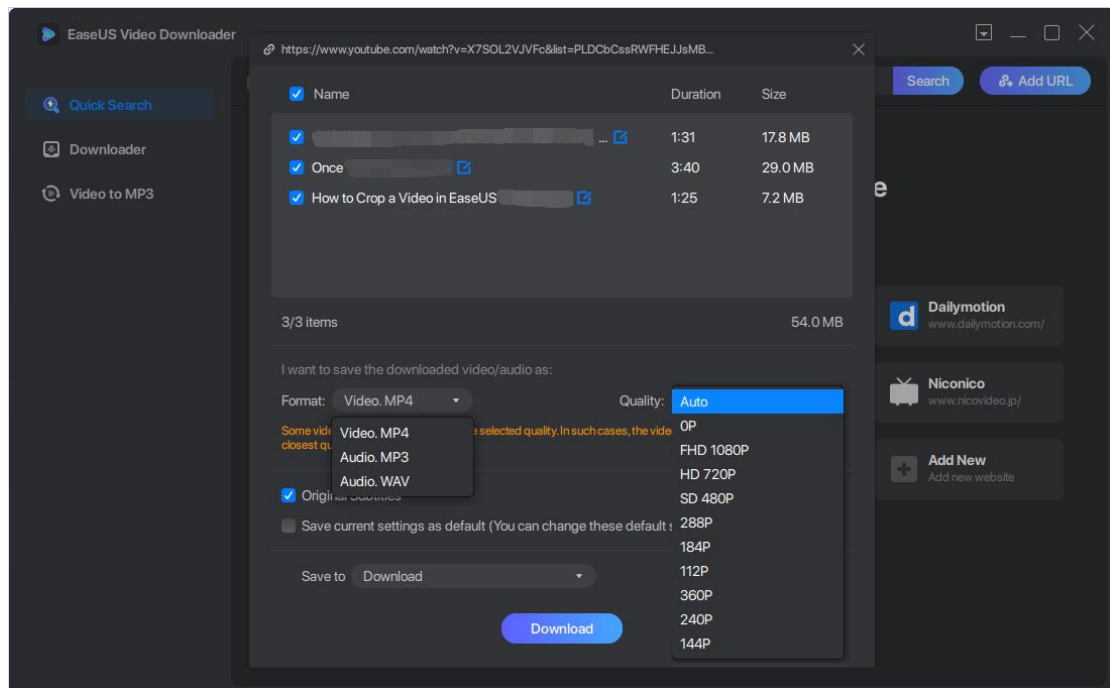 EaseUS Video Downloader
https://www.youtube.com/watch?v=X7SOL2VJVFc&list=PLDCbCssRWFHEJJsMB...
Search
Add URL
Quick Search
Downloader
Video to MP3
Name Duration Size
... 1:31 17.8 MB
Once 3:40 29.0 MB
How to Crop a Video in EaseUS 1:25 7.2 MB
e
3/3 items 54.0 MB
Dailymotion
www.dailymotion.com/
I want to save the downloaded video/audio as:
Format: Video. MP4 Quality: Auto
Niconico
www.nicovideo.jp/
Some vide e selected quality. In such cases, the vide
closest qu
Video. MP4
Audio. MP3
Audio. WAV
0P
FHD 1080P
HD 720P
SD 480P
288P
184P
112P
360P
240P
144P
Add New
Add new website
Original Subtitles
Save current settings as default (You can change these default s
Save to Download
Download